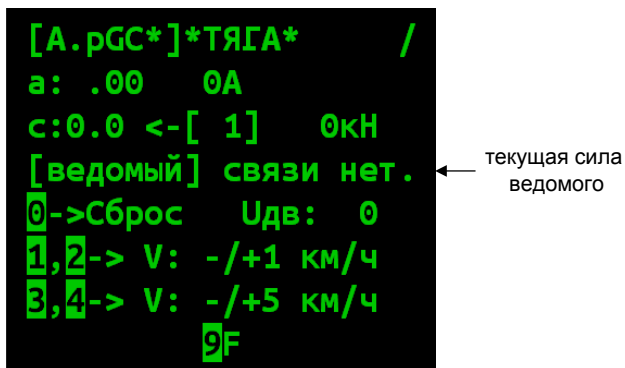 [A.pGC*]*ТЯГА* /
a: .00 0A
c:0.0 <-[ 1] 0кН
[ведомый] связи нет.
0->Сброс Uдв: 0
1,2-> V: -/+1 км/ч
3,4-> V: -/+5 км/ч
9F
текущая сила
ведомого